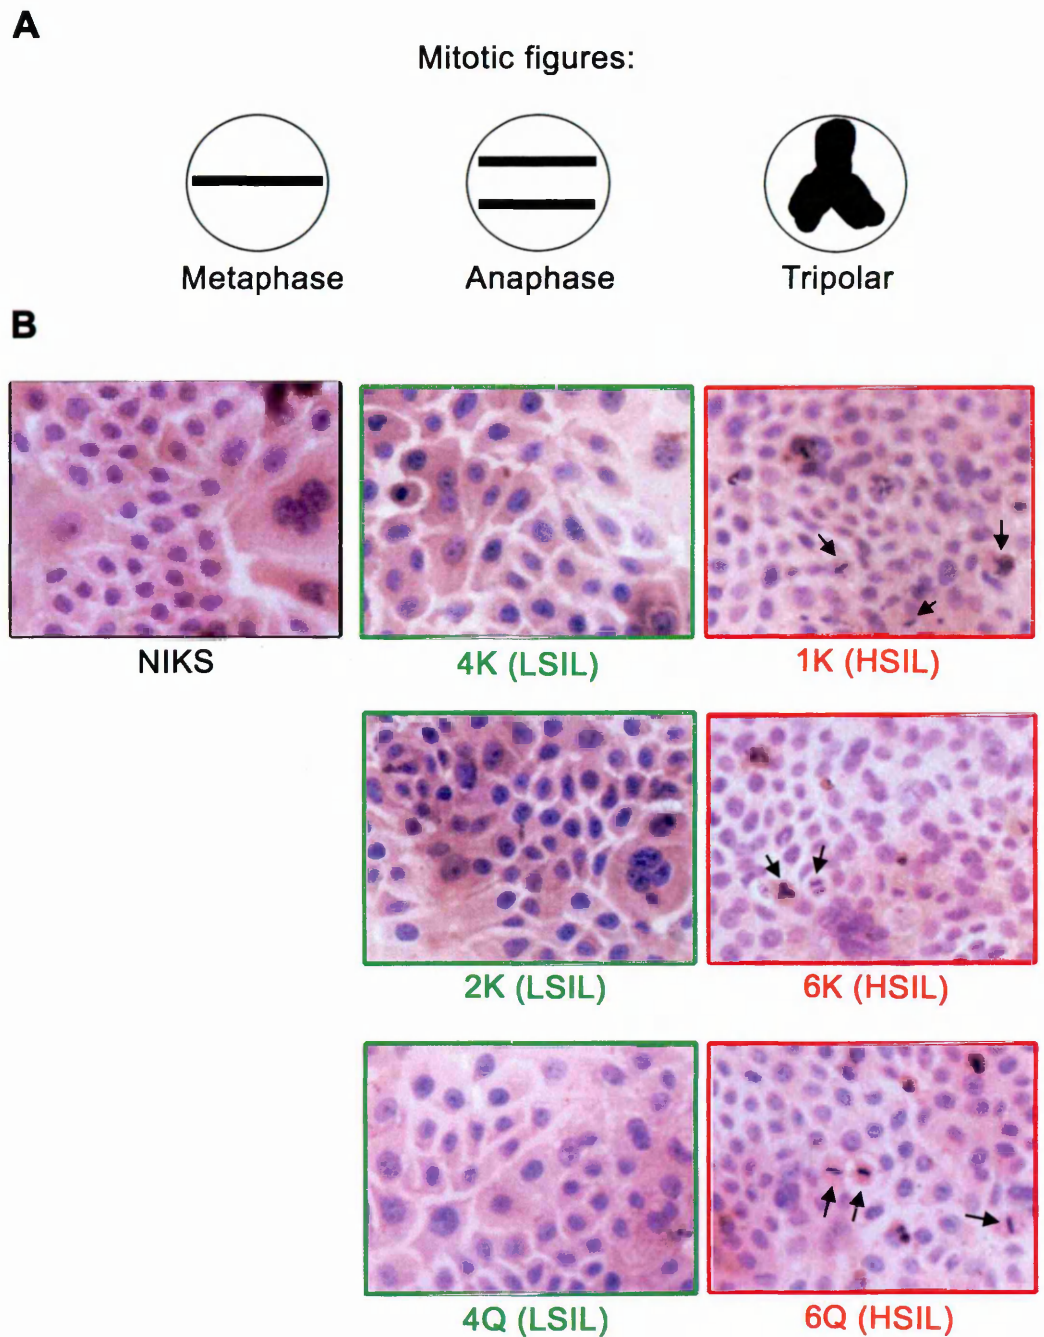 A
Mitotic figures:
Metaphase Anaphase Tripolar
B
NIKS 4K (LSIL) 1K (HSIL)
2K (LSIL) 6K (HSIL)
4Q (LSIL) 6Q (HSIL)